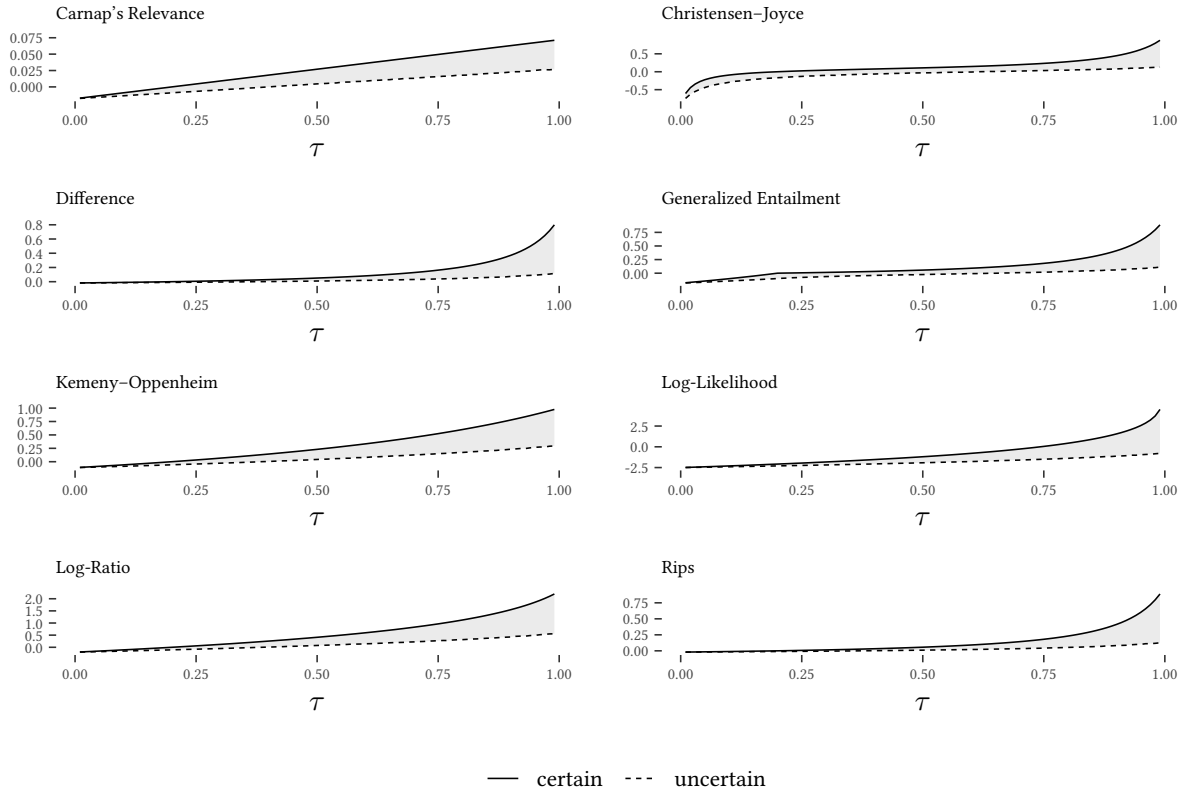 Carnap’s Relevance
0.075
0.050
0.025
0.000
0.00 0.25 0.50 0.75 1.00
τ
Christensen–Joyce
0.5
0.0
-0.5
0.00 0.25 0.50 0.75 1.00
τ
Difference
0.8
0.6
0.4
0.2
0.0
0.00 0.25 0.50 0.75 1.00
τ
Generalized Entailment
0.75
0.50
0.25
0.00
0.00 0.25 0.50 0.75 1.00
τ
Kemeny–Oppenheim
1.00
0.75
0.50
0.25
0.00
0.00 0.25 0.50 0.75 1.00
τ
Log-Likelihood
2.5
0.0
-2.5
0.00 0.25 0.50 0.75 1.00
τ
Log-Ratio
2.0
1.5
1.0
0.5
0.0
0.00 0.25 0.50 0.75 1.00
τ
Rips
0.75
0.50
0.25
0.00
0.00 0.25 0.50 0.75 1.00
τ
certain uncertain